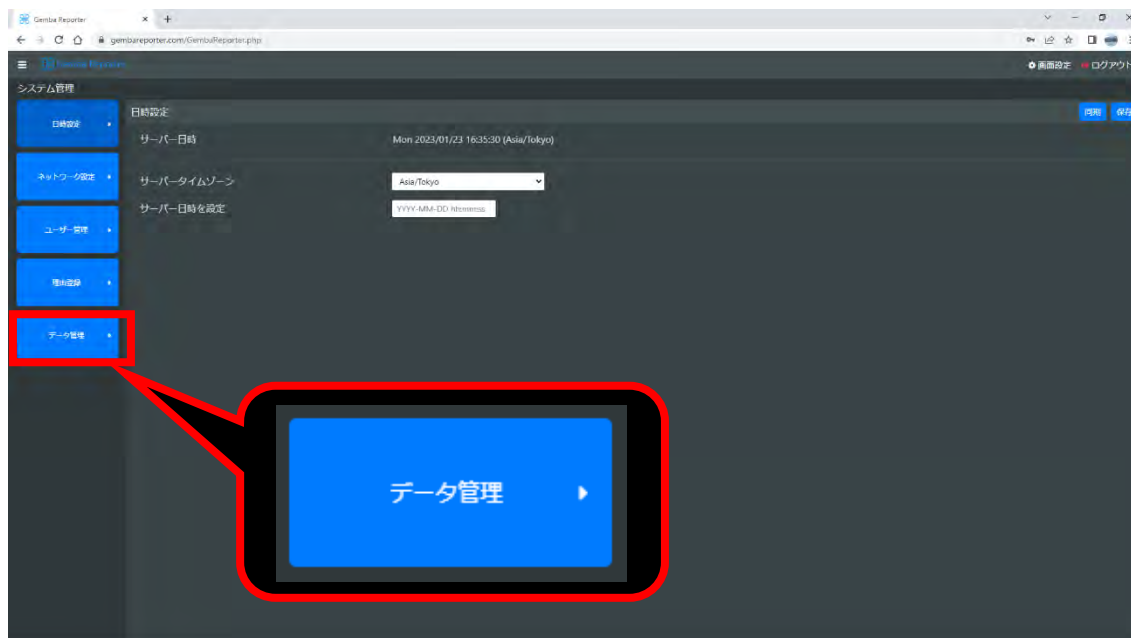 Gemba Reporter
gembareporter.com/GembaReporter.php
画面設定 ログアウト
システム管理
日時設定
日時設定
同期 保存
サーバー日時 Mon 2023/01/23 16:35:30 (Asia/Tokyo)
ネットワーク設定
サーバータイムゾーン Asia/Tokyo
サーバー日時を設定 YYYY-MM-DD hh:mm:ss
ユーザー管理
理由登録
データ管理
データ管理